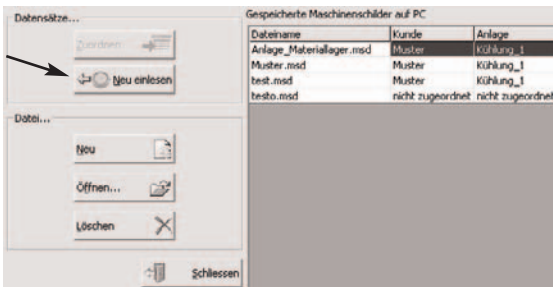 Datensätze...
Zuordnen
Neu einlesen
Datei...
Neu
Öffnen...
Löschen
Schliessen
Gespeicherte Maschinenschilder auf PC
Dateiname Kunde Anlage
Anlage_Materiallager.msd Muster Kühlung_1
Muster.msd Muster Kühlung_1
test.msd Muster Kühlung_1
testo.msd nicht zugeordnet nicht zugeordnet